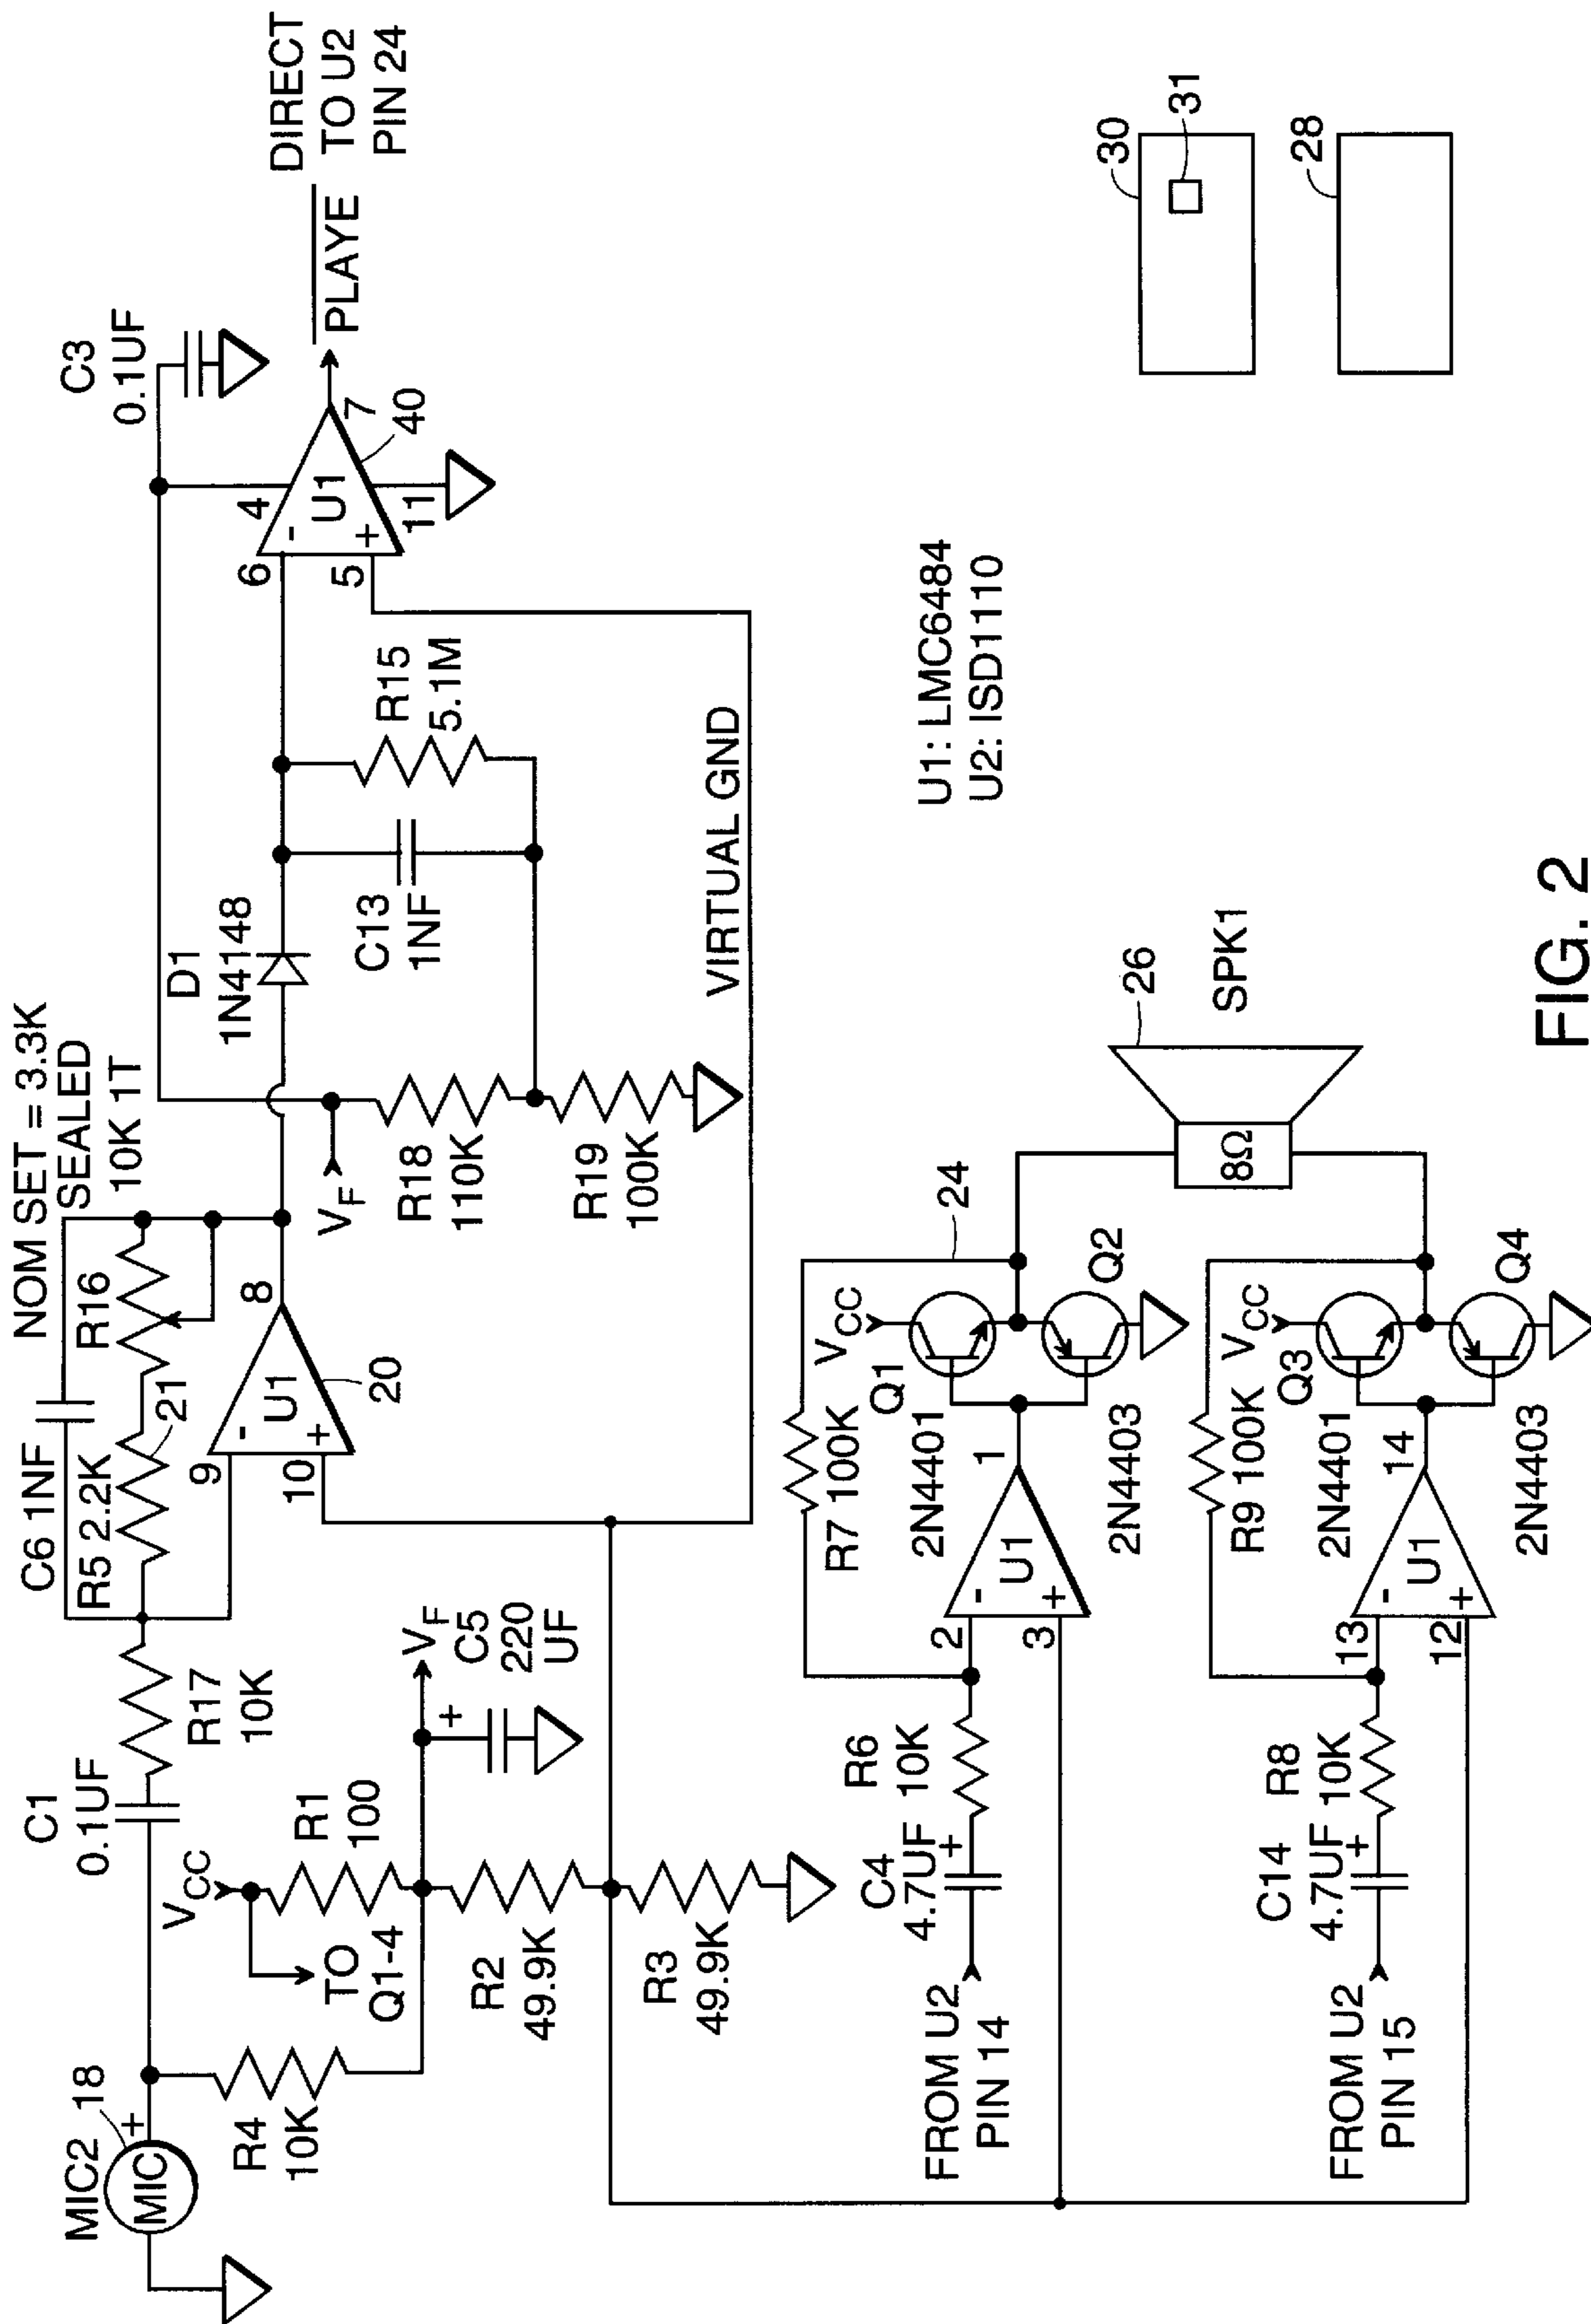 MIC2
18
MIC
+
R4
10K
C1
0.1UF
R17
10K
VCC
TO
Q1-4
R1
100
R2
49.9K
R3
49.9K
VF
+
C5
220
UF
C6 1NF
R5 2.2K
21
R16
NOM SET = 3.3K
SEALED
10K 1T
9
10
-
+
U1
8
20
D1
1N4148
VF
R18
110K
R19
100K
C13
1NF
R15
5.1M
VIRTUAL GND
C3
0.1UF
6
5
4
-
+
U1
11
7
40
PLAYE
DIRECT
TO U2
PIN 24
FROM U2
PIN 14
C4
4.7UF
+
R6
10K
2
3
-
+
U1
1
R7 100K
2N4401
Q1
VCC
2N4403
Q2
24
FROM U2
PIN 15
C14
4.7UF
+
R8
10K
13
12
-
+
U1
14
R9 100K
2N4401
Q3
VCC
2N4403
Q4
8Ω
26
SPK1
U1: LMC6484
U2: ISD1110
30
31
28
FIG. 2